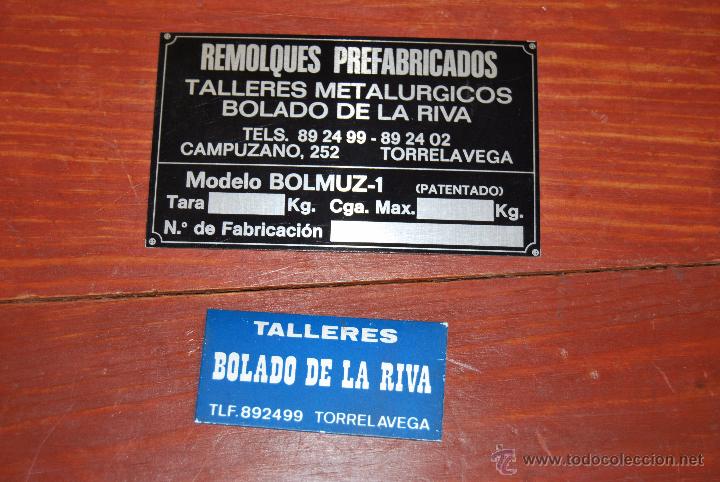 REMOLQUES PREFABRICADOS
TALLERES METALURGICOS
BOLADO DE LA RIVA
TELS. 89 24 99 - 89 24 02
CAMPUZANO, 252 TORRELAVEGA
Modelo BOLMUZ-1 (PATENTADO)
Tara Kg. Cga. Max. Kg.
N.º de Fabricación
TALLERES
BOLADO DE LA RIVA
TLF. 892499 TORRELAVEGA
© www.todocoleccion.net